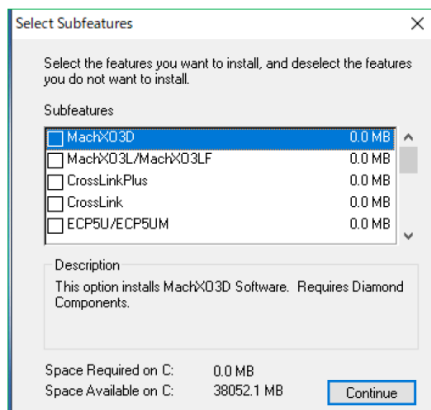 Select Subfeatures
Select the features you want to install, and deselect the features
you do not want to install.
Subfeatures
MachXO3D 0.0 MB
MachXO3L/MachXO3LF 0.0 MB
CrossLinkPlus 0.0 MB
CrossLink 0.0 MB
ECP5U/ECP5UM 0.0 MB
Description
This option installs MachXO3D Software. Requires Diamond
Components.
Space Required on C: 0.0 MB
Space Available on C: 38052.1 MB
Continue